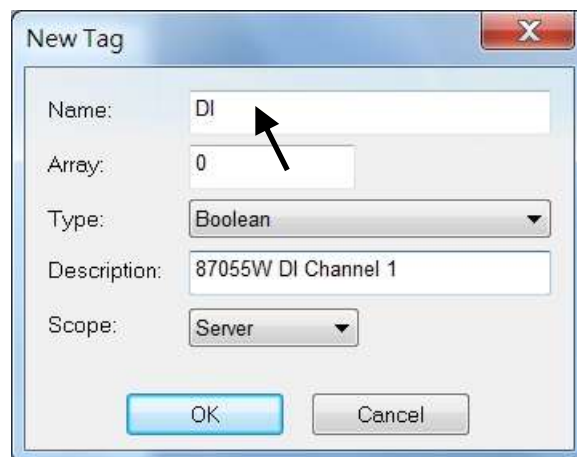 New Tag
Name: DI
Array: 0
Type: Boolean
Description: 87055W DI Channel 1
Scope: Server
OK Cancel